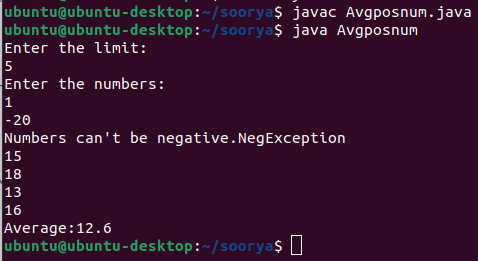 ubuntu@ubuntu-desktop:~/soorya$ javac Avgposnum.java
ubuntu@ubuntu-desktop:~/soorya$ java Avgposnum
Enter the limit:
5
Enter the numbers:
1
-20
Numbers can't be negative.NegException
15
18
13
16
Average:12.6
ubuntu@ubuntu-desktop:~/soorya$